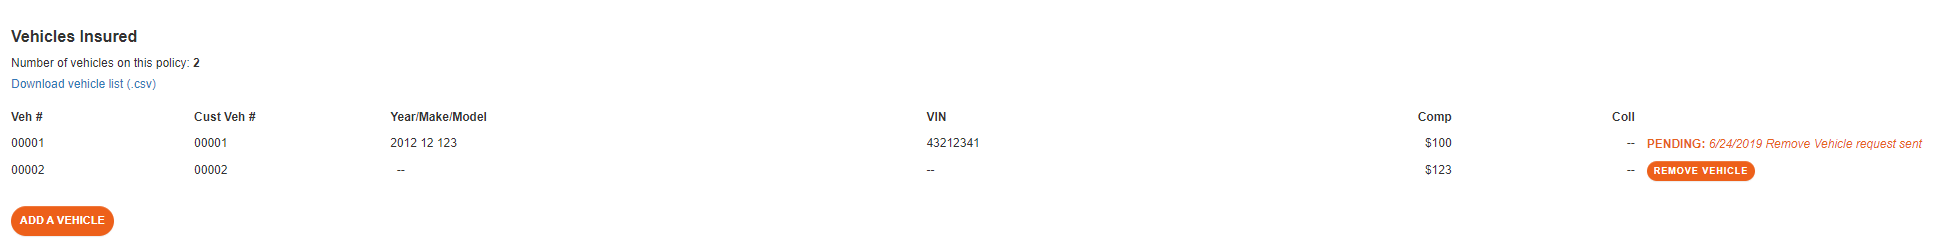 Vehicles Insured
Number of vehicles on this policy: 2
Download vehicle list (.csv)
Veh # Cust Veh # Year/Make/Model VIN Comp Coll
00001 00001 2012 12 123 43212341 $100 -- PENDING: 6/24/2019 Remove Vehicle request sent
00002 00002 -- -- $123 -- REMOVE VEHICLE
ADD A VEHICLE